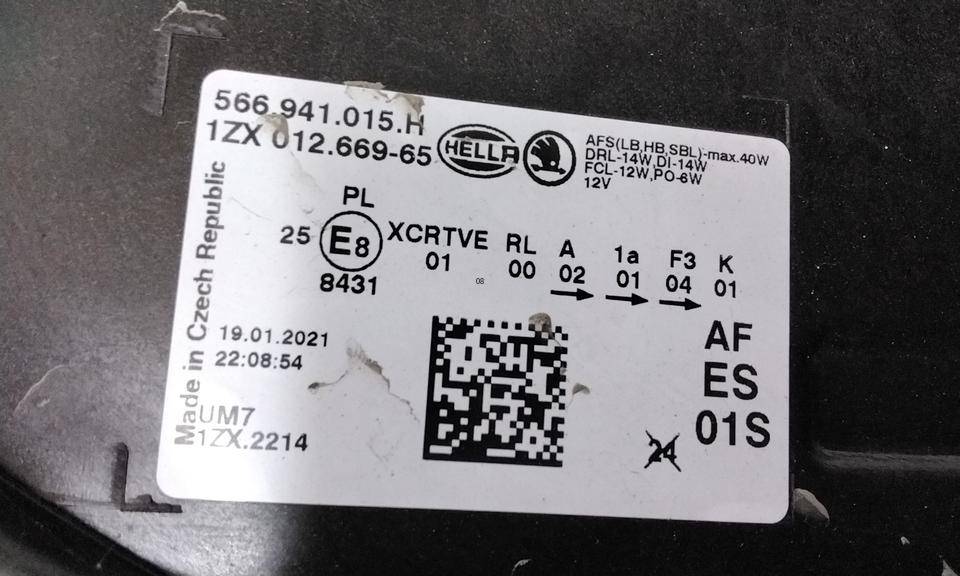 566.941.015.H
1ZX 012.669-65
HELLA
AFS(LB,HB,SBL)-max.40W
DRL-14W,DI-14W
FCL-12W,PO-6W
12V
Made in Czech Republic
PL
25 E8 XCRTVE RL A 1a F3 K
8431 01 00 02 01 04 01
08
19.01.2021
22:08:54
UM7
1ZX.2214
AF
ES
01S
24